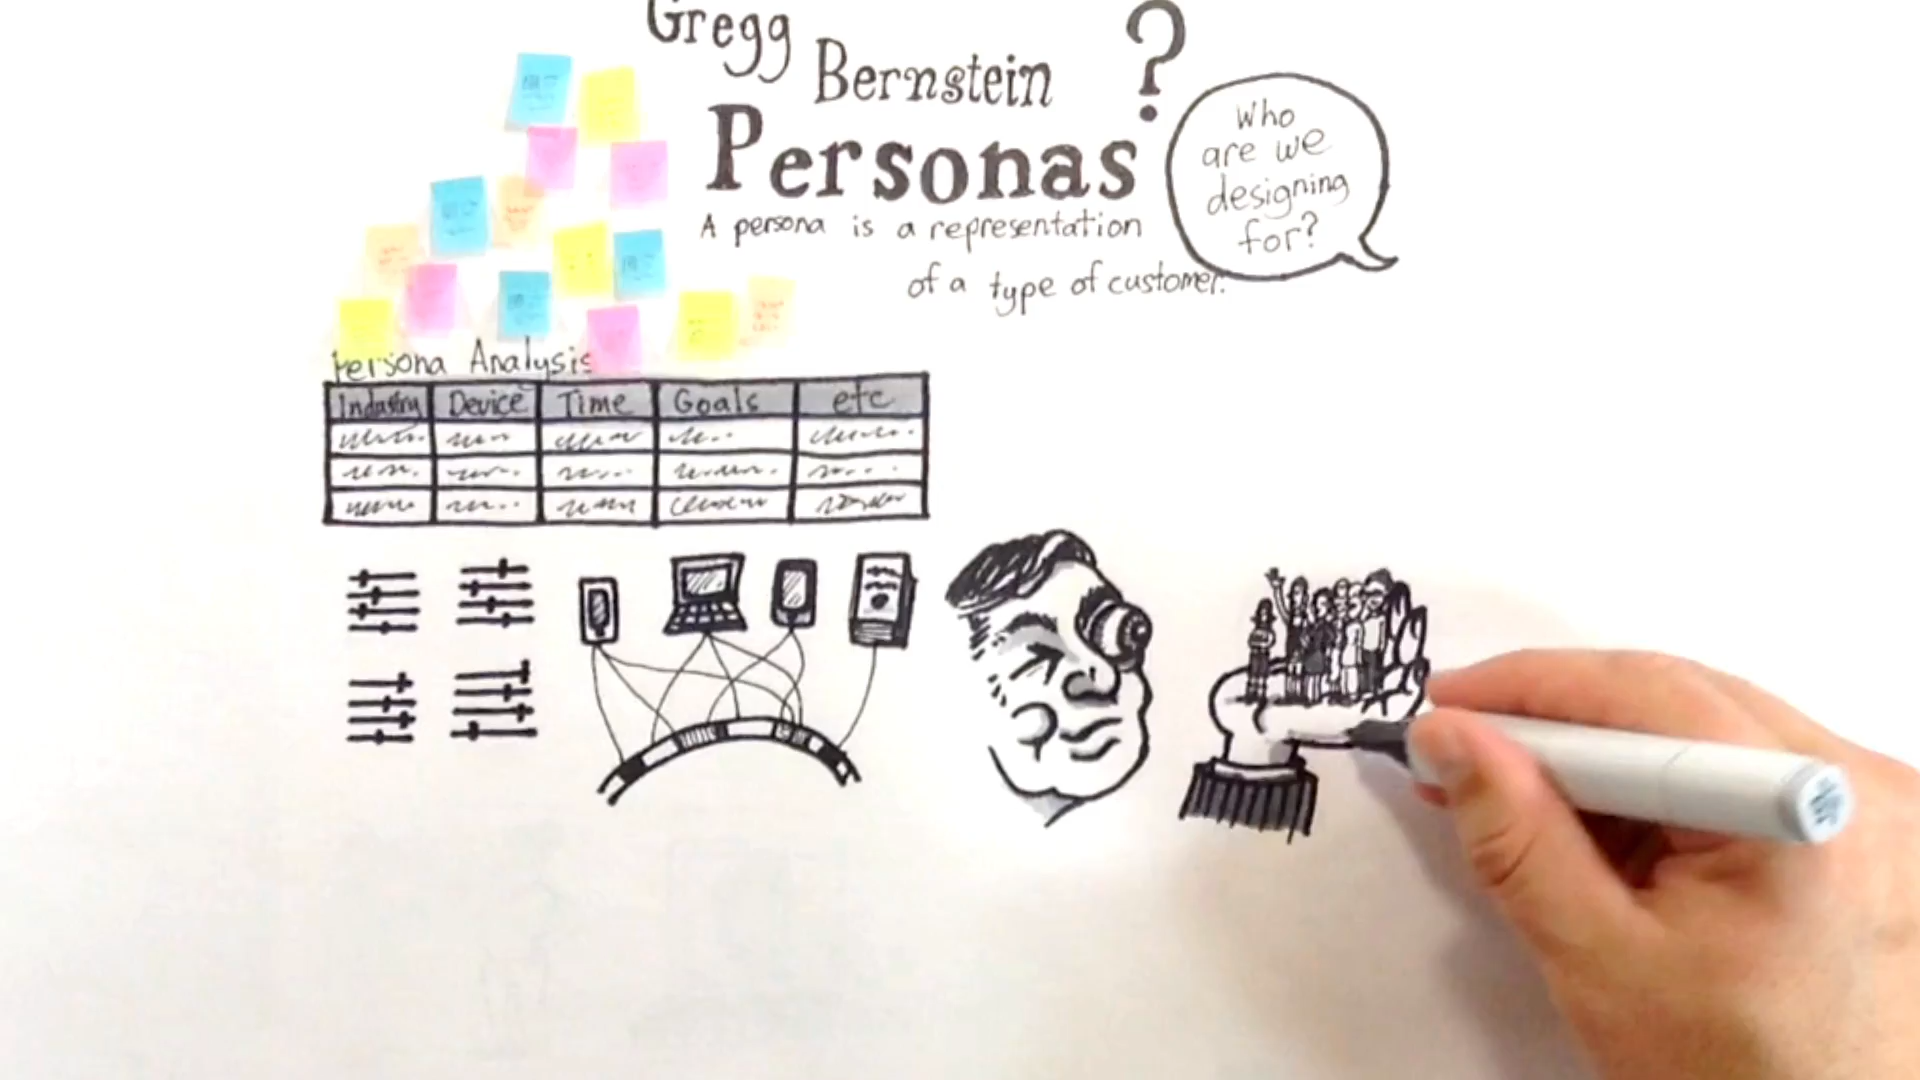 Gregg
Bernstein
Personas
?
A persona is a representation
of a type of customer.
Who
are we
designing
for?
Persona Analysis
Industry Device Time Goals etc